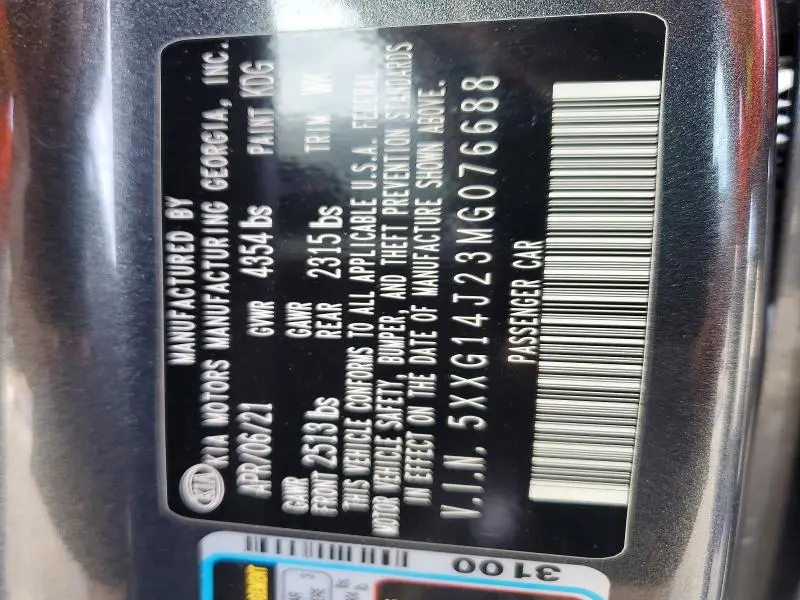 MANUFACTURED BY
KIA KIA MOTORS MANUFACTURING GEORGIA, INC.
APR/06/21 GVWR 4354 lbs PAINT KDG
GAWR FRONT 2513 lbs GAWR REAR 2315 lbs TRIM WK
THIS VEHICLE CONFORMS TO ALL APPLICABLE U.S.A. FEDERAL
MOTOR VEHICLE SAFETY, BUMPER, AND THEFT PREVENTION STANDARDS
IN EFFECT ON THE DATE OF MANUFACTURE SHOWN ABOVE.
V.I.N. 5XXG14J23MG076688
PASSENGER CAR
3100